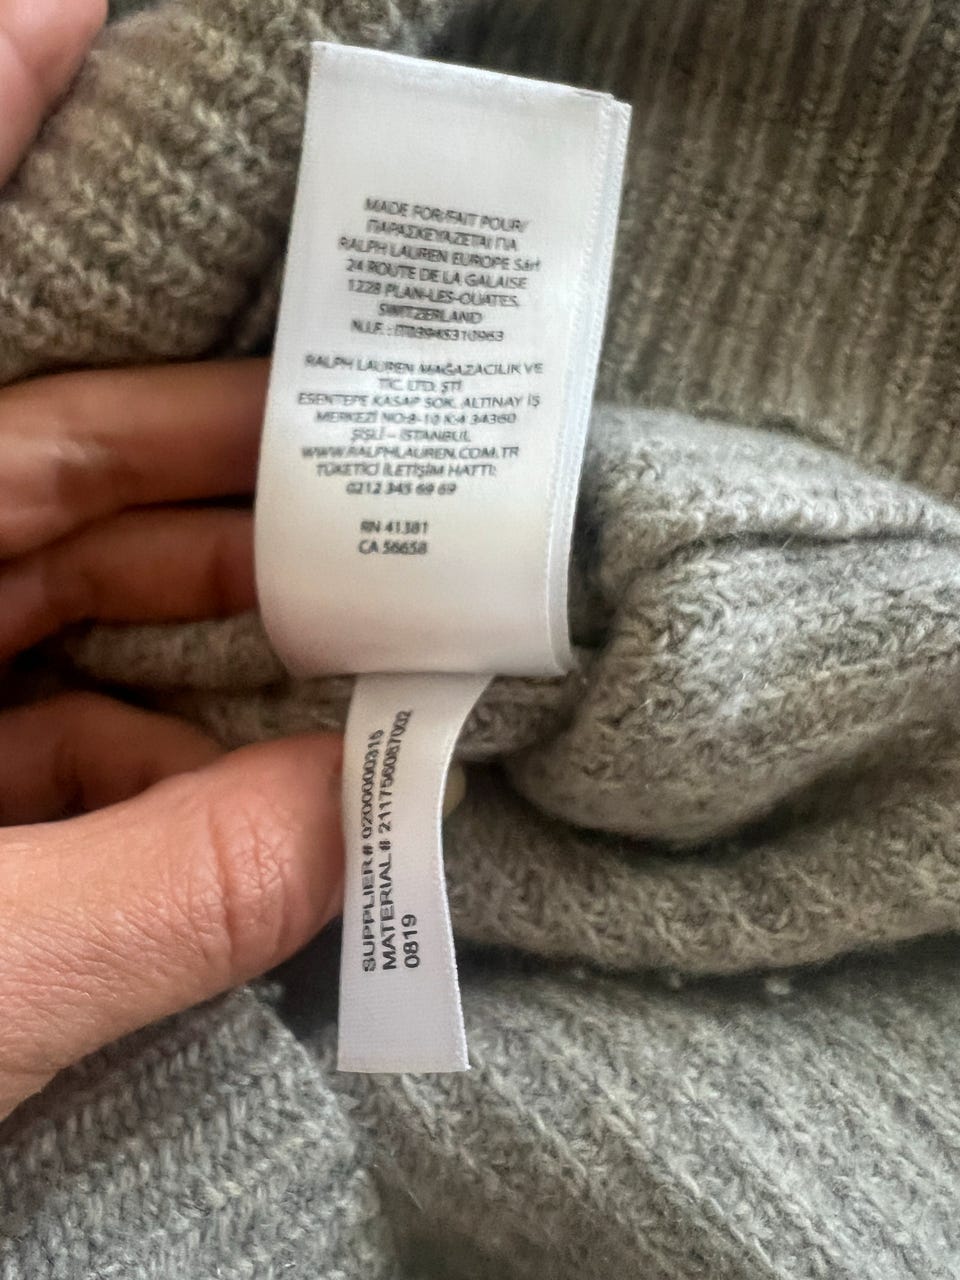 MADE FOR/FAIT POUR/
ΠΑΡΑΣΚΕΥΑΖΕΤΑΙ ΓΙΑ
RALPH LAUREN EUROPE Sàrl
24 ROUTE DE LA GALAISE
1228 PLAN-LES-OUATES,
SWITZERLAND
N.I.F. : IT03945310963
RALPH LAUREN MAĞAZACILIK VE
TİC. LTD. ŞTİ
ESENTEPE KASAP SOK. ALTINAY İŞ
MERKEZİ NO:8-10 K:4 34360
ŞİŞLİ – İSTANBUL
WWW.RALPHLAUREN.COM.TR
TÜKETİCİ İLETİŞİM HATTI:
0212 345 69 69
RN 41381
CA 56658
SUPPLIER# 0200000315
MATERIAL# 211756087002
0819